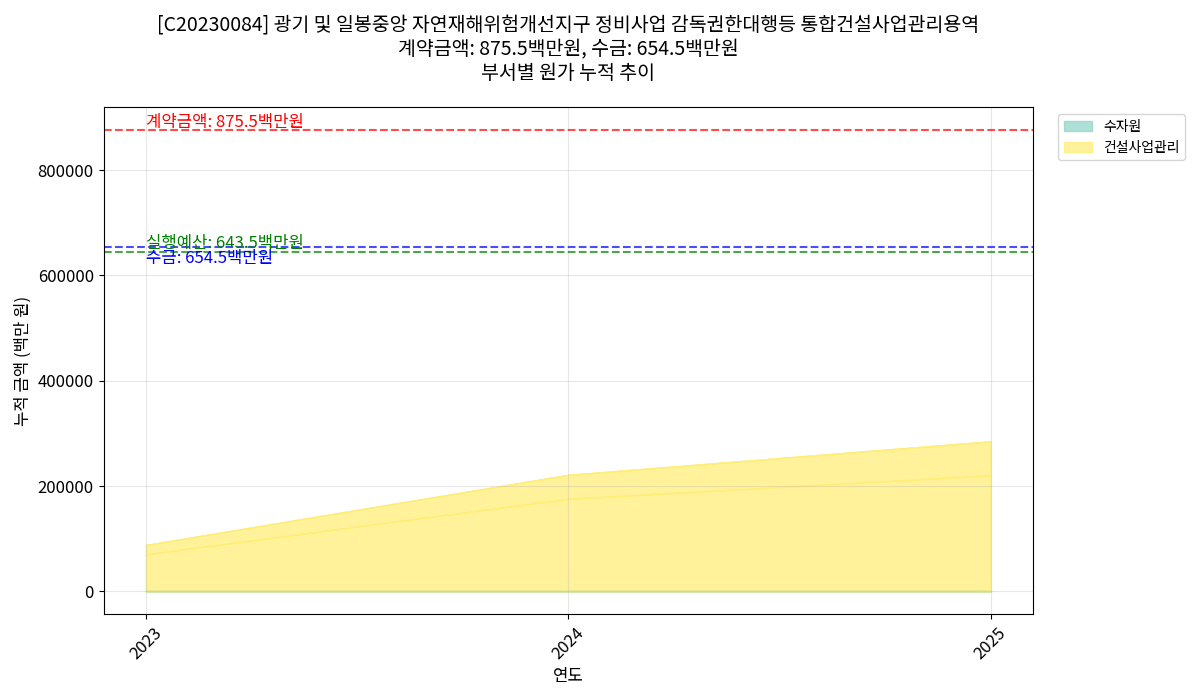 [C20230084] 광기 및 일봉중앙 자연재해위험개선지구 정비사업 감독권한대행등 통합건설사업관리용역
계약금액: 875.5백만원, 수금: 654.5백만원
부서별 원가 누적 추이
계약금액: 875.5백만원
실행예산: 643.5백만원
수금: 654.5백만원
수자원
건설사업관리
누적 금액 (백만 원)
800000
600000
400000
200000
0
2023
2024
2025
연도